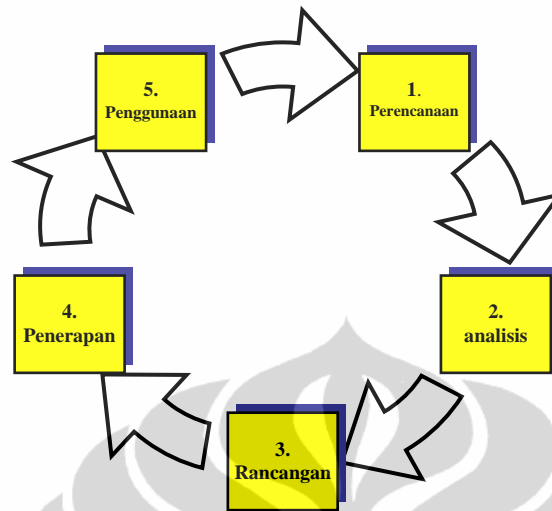 1.
Perencanaan
2.
analisis
3.
Rancangan
4.
Penerapan
5.
Penggunaan